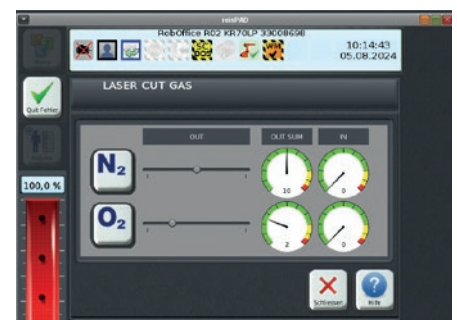 reisPAD
RobOffice R02 KR70LP 33008698
10:14:43
05.08.2024
SC
Quit Fehler
LASER CUT GAS
OUT
OUT SUM
IN
N2
10
0
100,0 %
O2
2
0
Schliessen
Hilfe